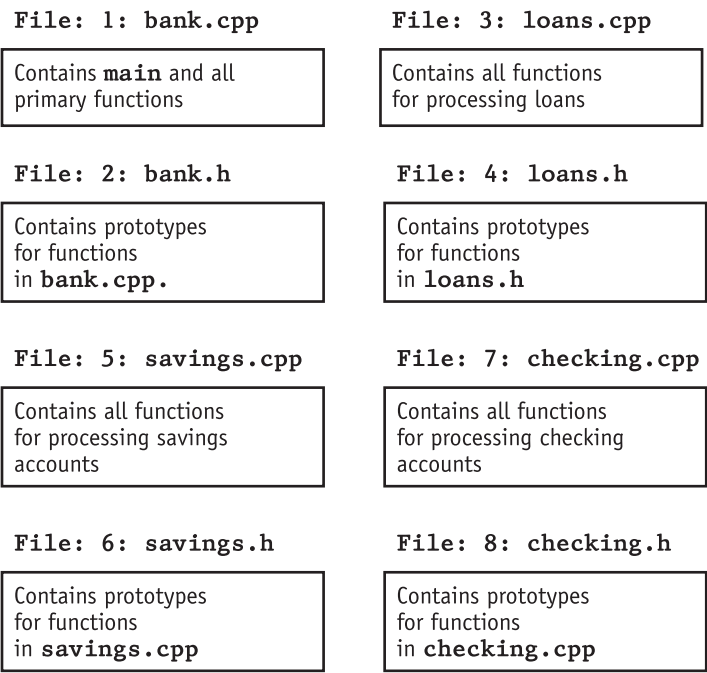 File: 1: bank.cpp
Contains main and all
primary functions
File: 3: loans.cpp
Contains all functions
for processing loans
File: 2: bank.h
Contains prototypes
for functions
in bank.cpp.
File: 4: loans.h
Contains prototypes
for functions
in loans.h
File: 5: savings.cpp
Contains all functions
for processing savings
accounts
File: 7: checking.cpp
Contains all functions
for processing checking
accounts
File: 6: savings.h
Contains prototypes
for functions
in savings.cpp
File: 8: checking.h
Contains prototypes
for functions
in checking.cpp